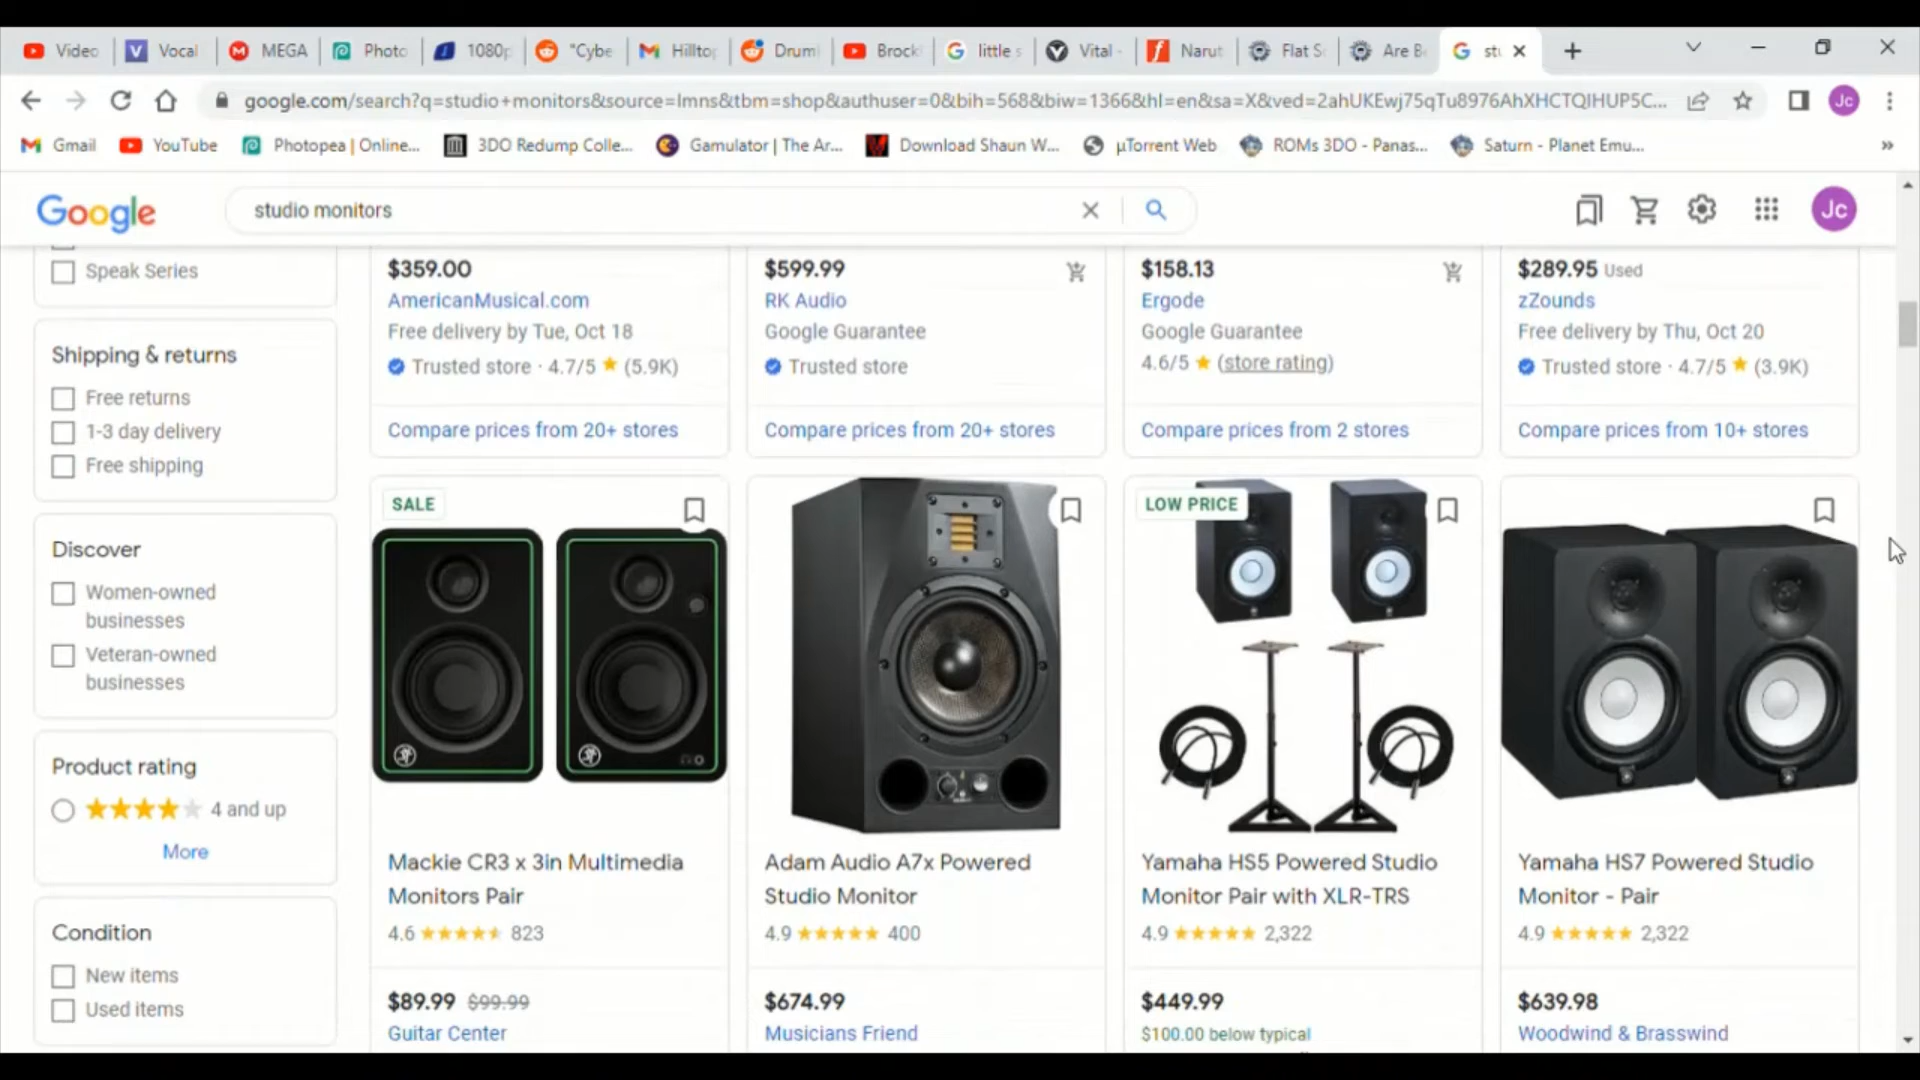 Video
Vocal
MEGA
Photo
1080p
"Cybe
Hilltop
Drum
Brock
little s
Vital -
Narut
Flat S
Are B
stu
google.com/search?q=studio+monitors&source=lmns&tbm=shop&authuser=0&bih=568&biw=1366&hl=en&sa=X&ved=2ahUKEwj75qTu8976AhXHCTQIHUP5C...
Jc
Gmail
YouTube
Photopea | Online...
3DO Redump Colle...
Gamulator | The Ar...
Download Shaun W...
µTorrent Web
ROMs 3DO - Panas...
Saturn - Planet Emu...
»
Google
studio monitors
Jc
Speak Series
Shipping & returns
Free returns
1-3 day delivery
Free shipping
Discover
Women-owned
businesses
Veteran-owned
businesses
Product rating
4 and up
More
Condition
New items
Used items
$359.00
AmericanMusical.com
Free delivery by Tue, Oct 18
Trusted store · 4.7/5 ★ (5.9K)
Compare prices from 20+ stores
$599.99
RK Audio
Google Guarantee
Trusted store
Compare prices from 20+ stores
$158.13
Ergode
Google Guarantee
4.6/5 ★ (store rating)
Compare prices from 2 stores
$289.95 Used
zZounds
Free delivery by Thu, Oct 20
Trusted store · 4.7/5 ★ (3.9K)
Compare prices from 10+ stores
SALE
Mackie CR3 x 3in Multimedia
Monitors Pair
4.6 ★★★★★ 823
$89.99 $99.99
Guitar Center
Adam Audio A7x Powered
Studio Monitor
4.9 ★★★★★ 400
$674.99
Musicians Friend
LOW PRICE
Yamaha HS5 Powered Studio
Monitor Pair with XLR-TRS
4.9 ★★★★★ 2,322
$449.99
$100.00 below typical
Yamaha HS7 Powered Studio
Monitor - Pair
4.9 ★★★★★ 2,322
$639.98
Woodwind & Brasswind